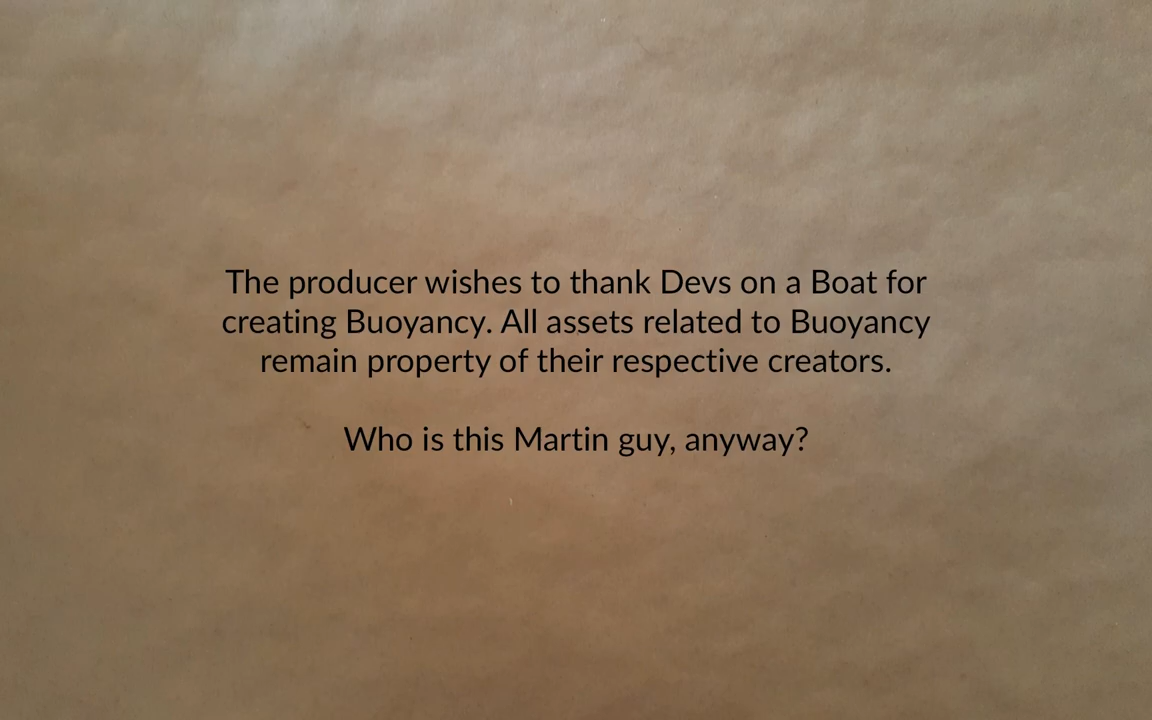 The producer wishes to thank Devs on a Boat for
creating Buoyancy. All assets related to Buoyancy
remain property of their respective creators.
Who is this Martin guy, anyway?